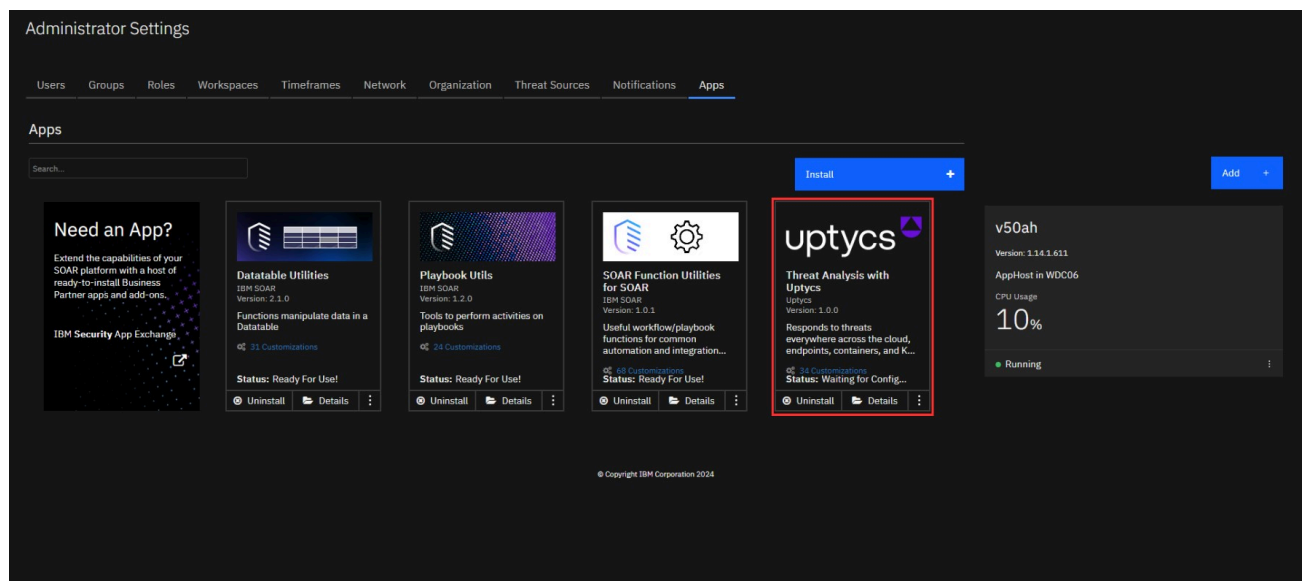 Administrator Settings
Users Groups Roles Workspaces Timeframes Network Organization Threat Sources Notifications Apps
Apps
Search...
Install +
Add +
Need an App?
Extend the capabilities of your
SOAR platform with a host of
ready-to-install Business
Partner apps and add-ons.
IBM Security App Exchange
Datatable Utilities
IBM SOAR
Version: 2.1.0
Functions manipulate data in a
Datatable
31 Customizations
Status: Ready For Use!
Uninstall Details
Playbook Utils
IBM SOAR
Version: 1.2.0
Tools to perform activities on
playbooks
24 Customizations
Status: Ready For Use!
Uninstall Details
SOAR Function Utilities
for SOAR
IBM SOAR
Version: 1.0.1
Useful workflow/playbook
functions for common
automation and integration...
68 Customizations
Status: Ready For Use!
Uninstall Details
uptycs
Threat Analysis with
Uptycs
Uptycs
Version: 1.0.0
Responds to threats
everywhere across the cloud,
endpoints, containers, and K...
34 Customizations
Status: Waiting for Config...
Uninstall Details
v50ah
Version: 1.14.1.611
AppHost in WDC06
CPU Usage
10%
Running
© Copyright IBM Corporation 2024